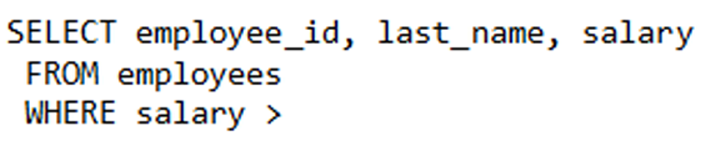 SELECT employee_id, last_name, salary
FROM employees
WHERE salary >